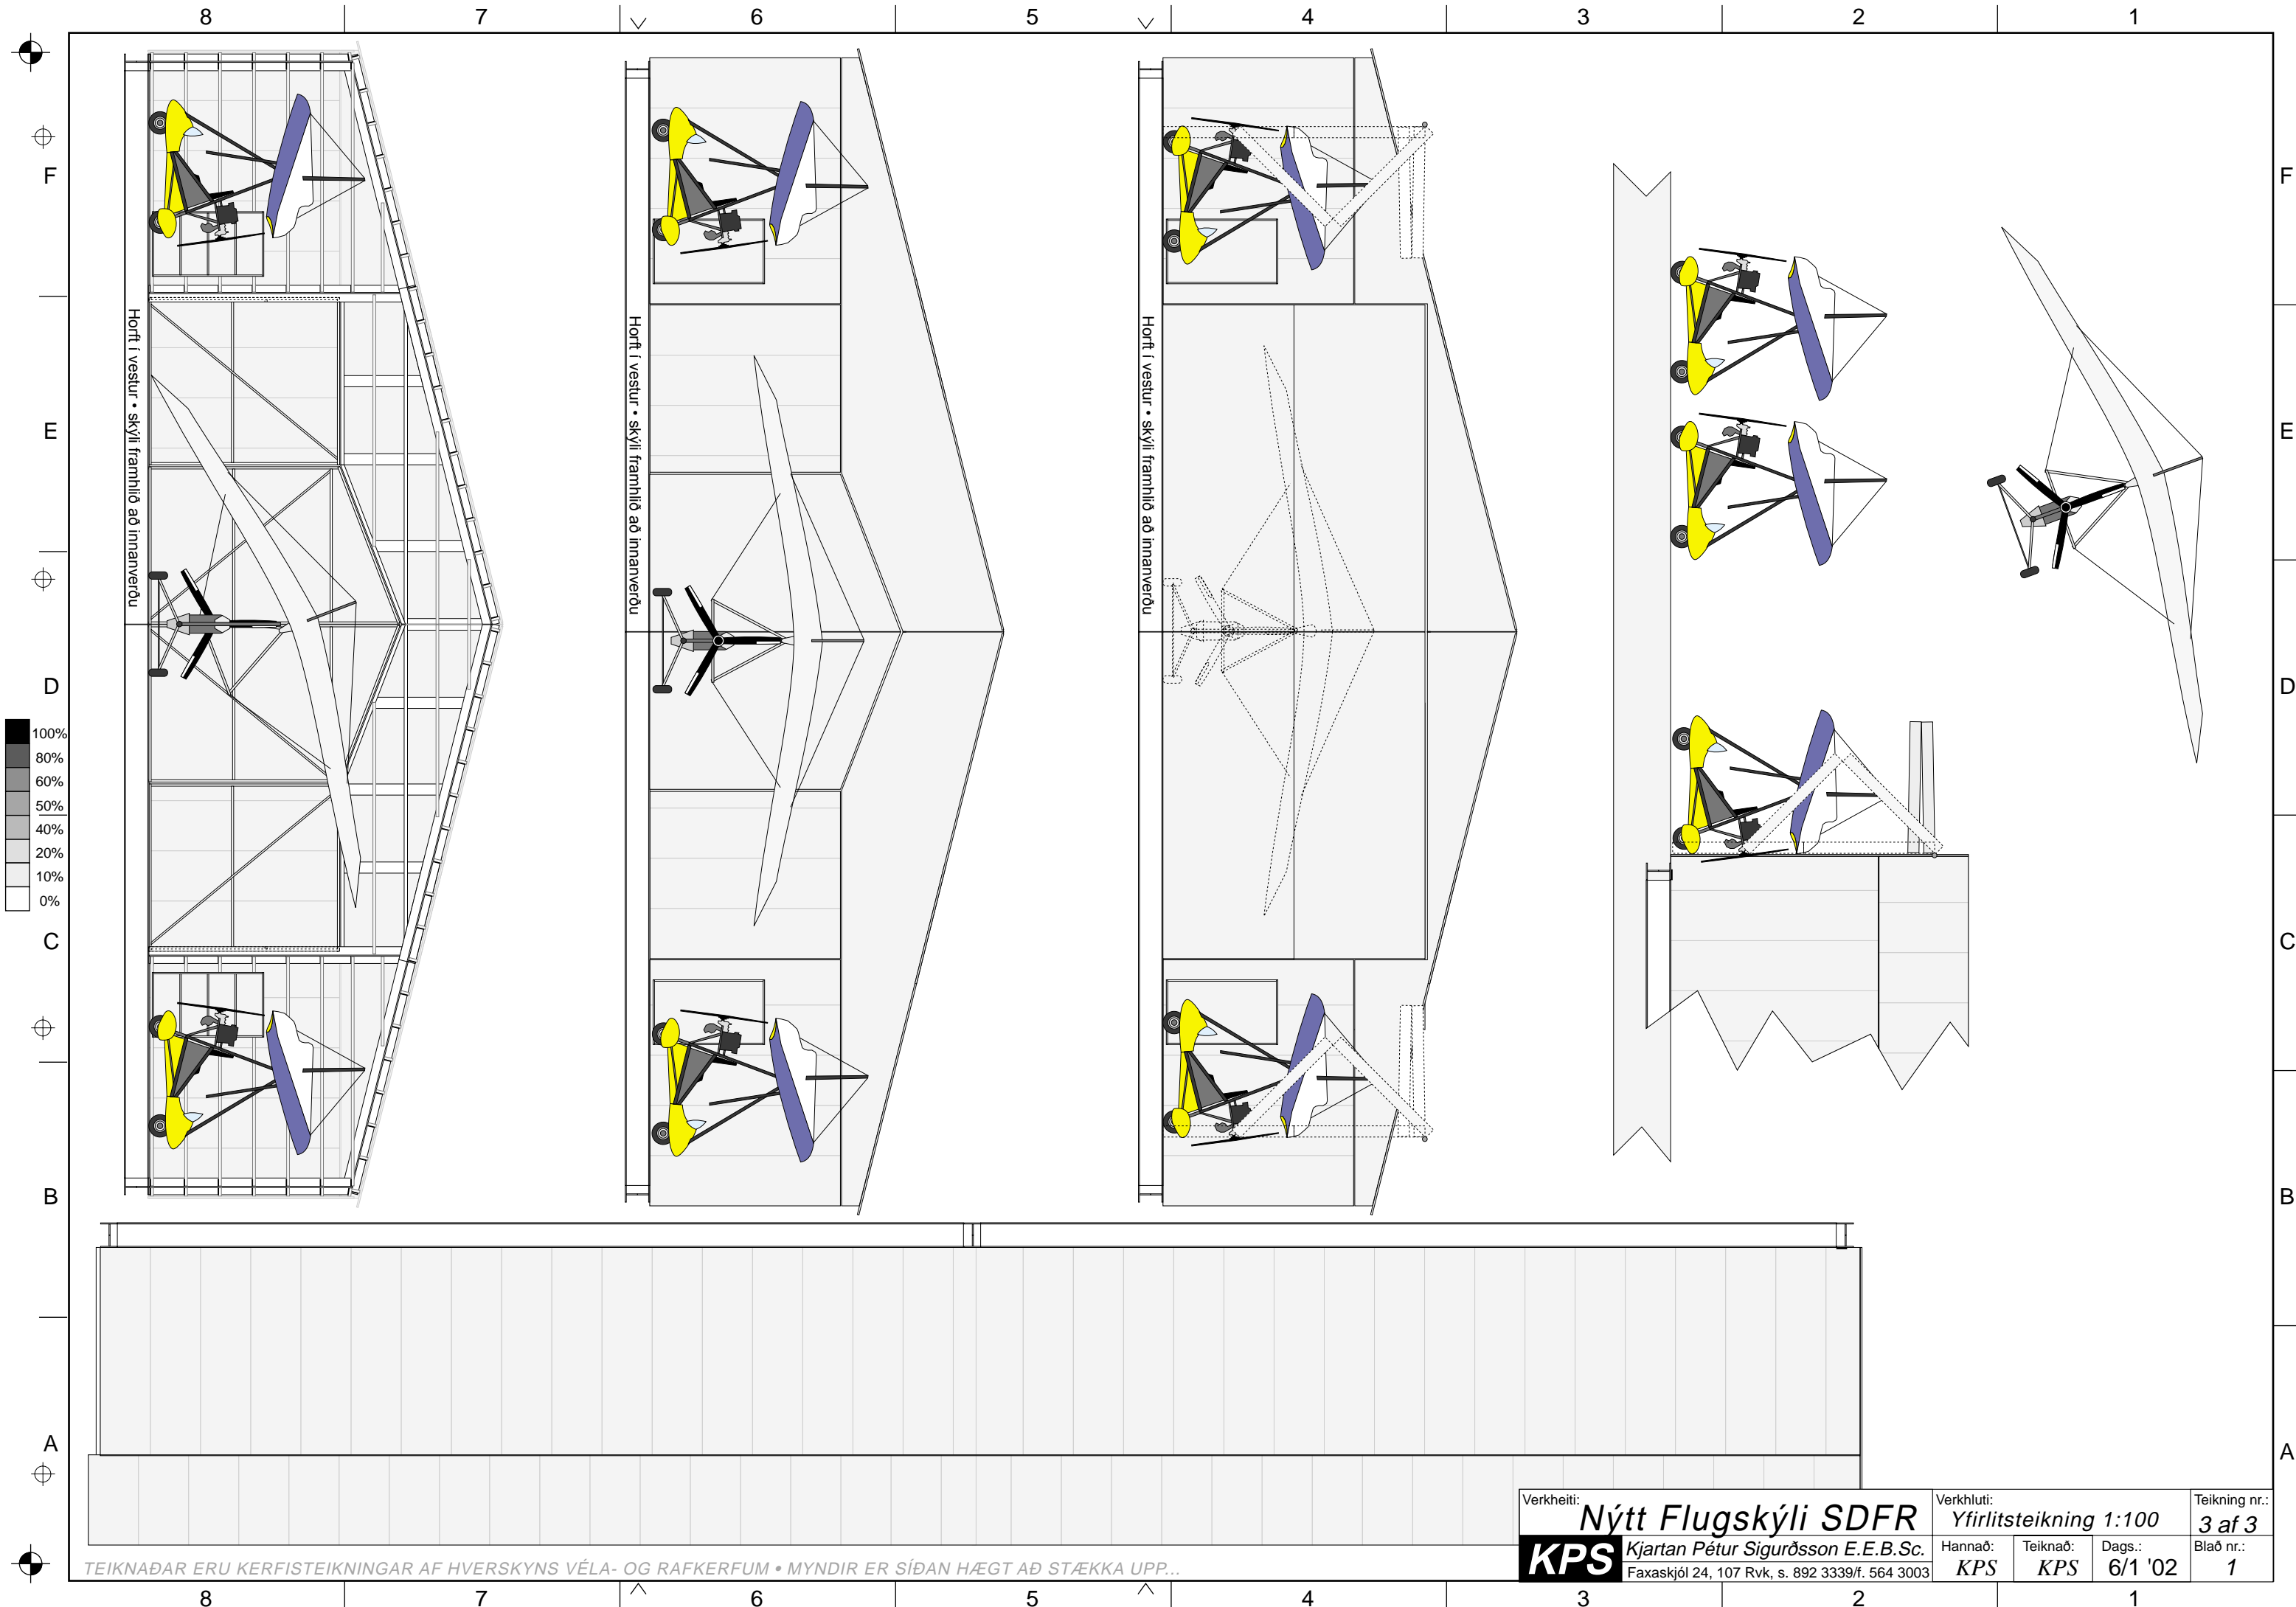 8 7 6 5 4 3 2 1
F
E
D
C
B
A
100%
80%
60%
50%
40%
20%
10%
0%
Horft í vestur • skýli framhlið að innanverðu
Horft í vestur • skýli framhlið að innanverðu
Horft í vestur • skýli framhlið að innanverðu
F
E
D
C
B
A
TEIKNAÐAR ERU KERFISTEIKNINGAR AF HVERSKYNS VÉLA- OG RAFKERFUM • MYNDIR ER SÍÐAN HÆGT AÐ STÆKKA UPP...
Verkheiti: Nýtt Flugskýli SDFR
KPS
Kjartan Pétur Sigurðsson E.E.B.Sc.
Faxaskjól 24, 107 Rvk, s. 892 3339/f. 564 3003
Verkhluti:
Yfirlitsteikning 1:100
Teikning nr.:
3 af 3
Hannað:
KPS
Teiknað:
KPS
Dags.:
6/1 '02
Blað nr.:
1
8 7 6 5 4 3 2 1